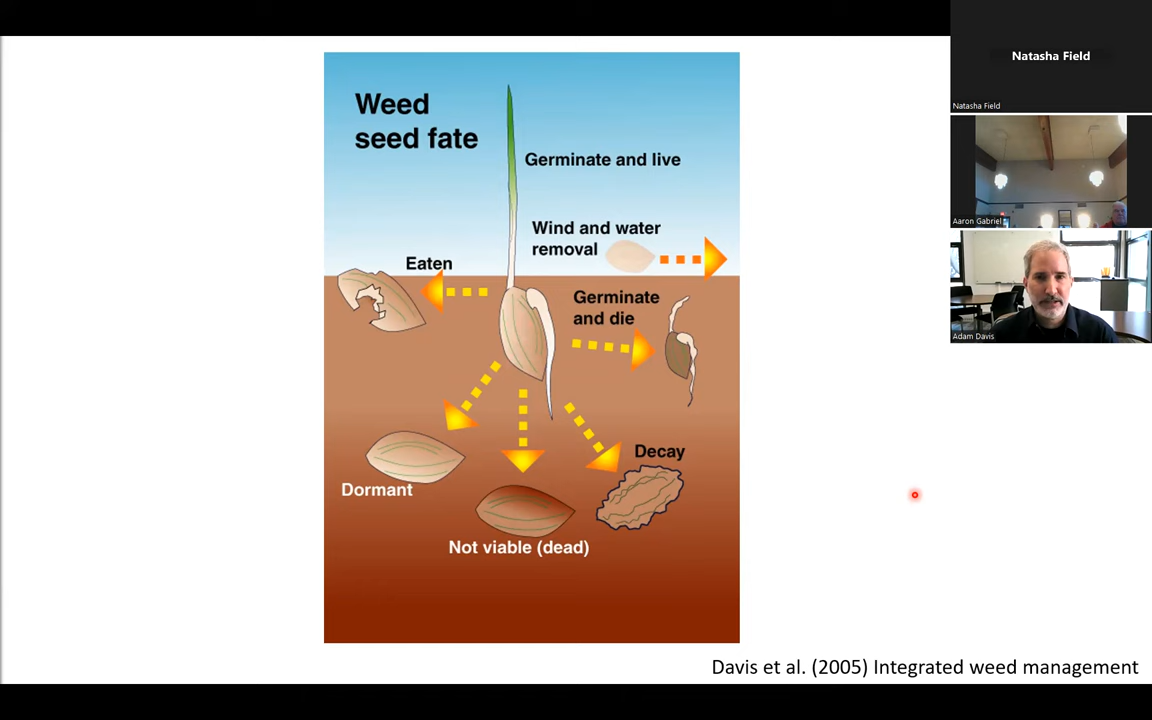 Weed
seed fate
Germinate and live
Wind and water
removal
Eaten
Germinate
and die
Decay
Dormant
Not viable (dead)
Davis et al. (2005) Integrated weed management
Natasha Field
Natasha Field
Aaron Gabriel
Adam Davis